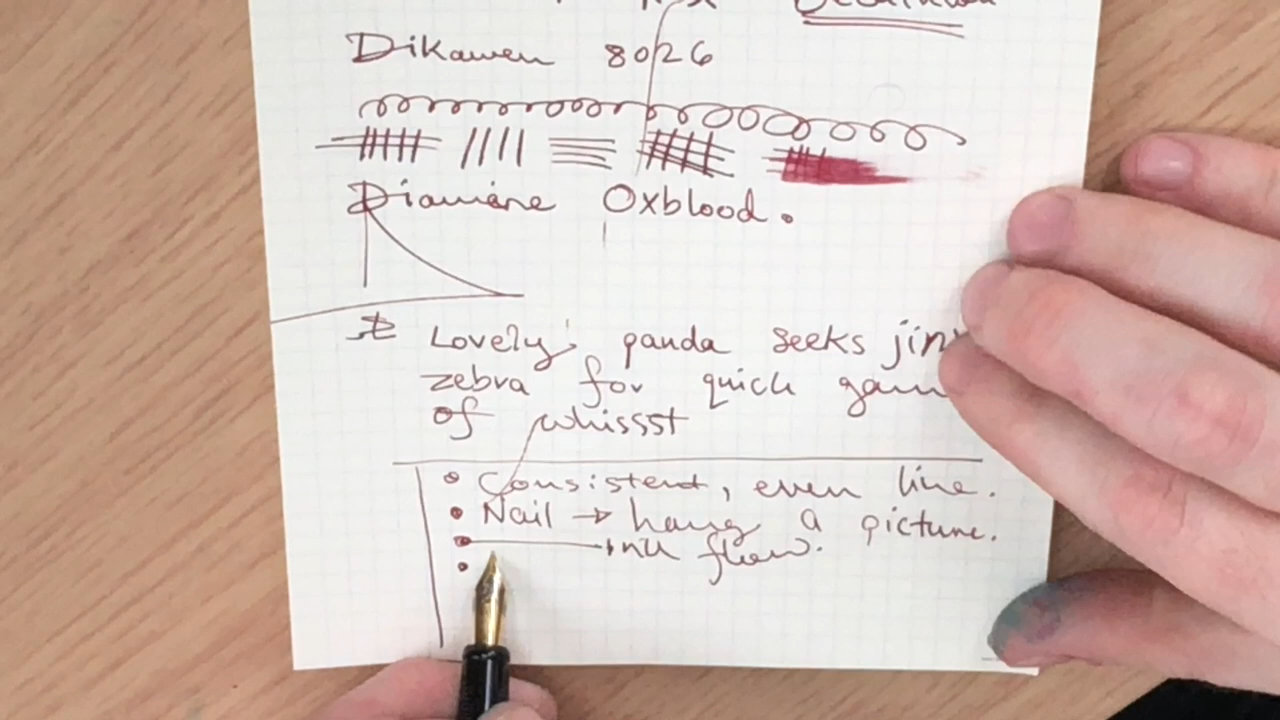 Dikawen 8026
Diamine Oxblood.
Lovely panda seeks
zebra for quick
of whissst
Consistent, even line.
Nail → hang a picture.
ink flow.